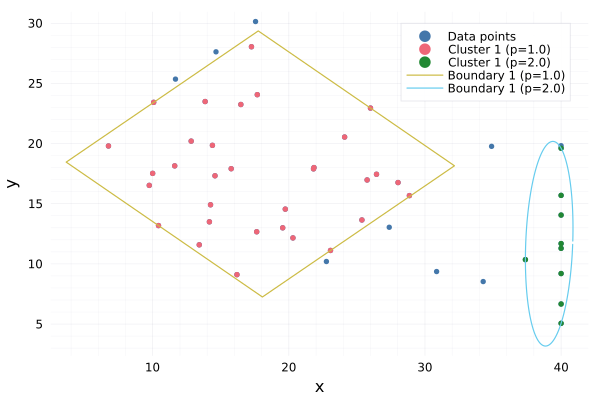 30
25
20
15
10
5
10
20
30
40
x
y
Data points
Cluster 1 (p=1.0)
Cluster 1 (p=2.0)
Boundary 1 (p=1.0)
Boundary 1 (p=2.0)